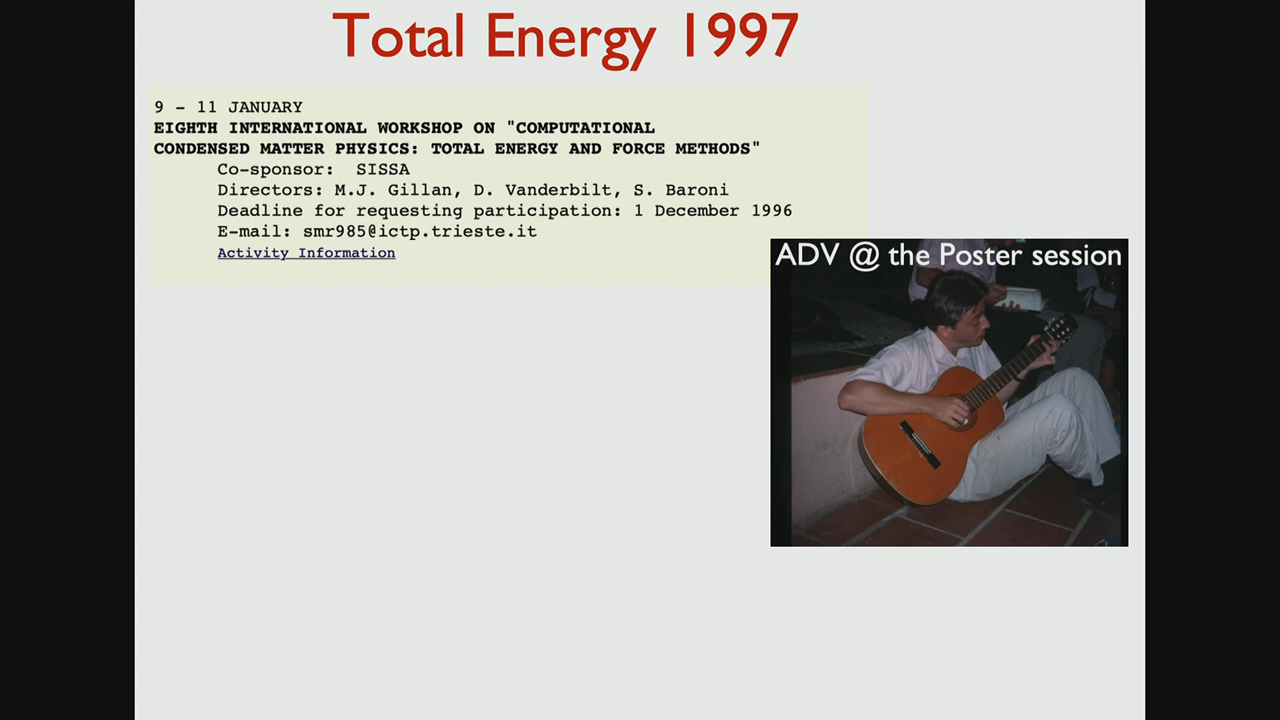 Total Energy 1997
9 - 11 JANUARY
EIGHTH INTERNATIONAL WORKSHOP ON "COMPUTATIONAL
CONDENSED MATTER PHYSICS: TOTAL ENERGY AND FORCE METHODS"
Co-sponsor: SISSA
Directors: M.J. Gillan, D. Vanderbilt, S. Baroni
Deadline for requesting participation: 1 December 1996
E-mail: smr985@ictp.trieste.it
Activity Information
ADV @ the Poster session